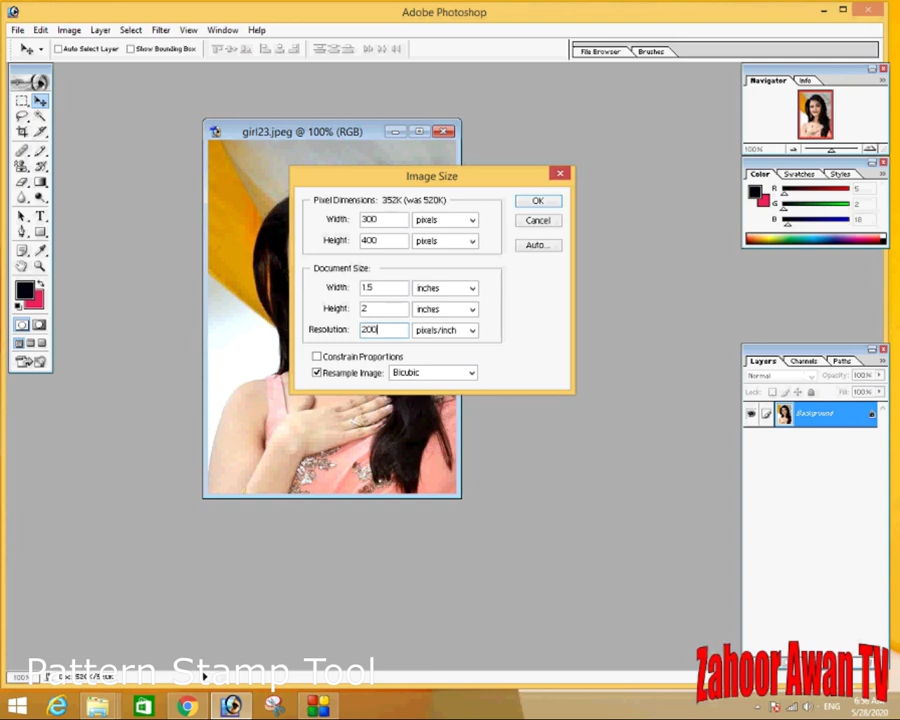 Adobe Photoshop
File Edit Image Layer Select Filter View Window Help
Auto Select Layer Show Bounding Box File Browser Brushes
girl23.jpeg @ 100% (RGB)
Image Size
Pixel Dimensions: 352K (was 520K)
Width: 300 pixels
Height: 400 pixels
Document Size:
Width: 1.5 inches
Height: 2 inches
Resolution: 200 pixels/inch
Constrain Proportions
Resample Image: Bicubic
OK
Cancel
Auto...
Navigator Info
100%
Color Swatches Styles
R 5
G 2
B 18
Layers Channels Paths
Normal Opacity: 100%
Lock: Fill: 100%
Background
Pattern Stamp Tool
Zahoor Awan TV
ENG
5/28/2020